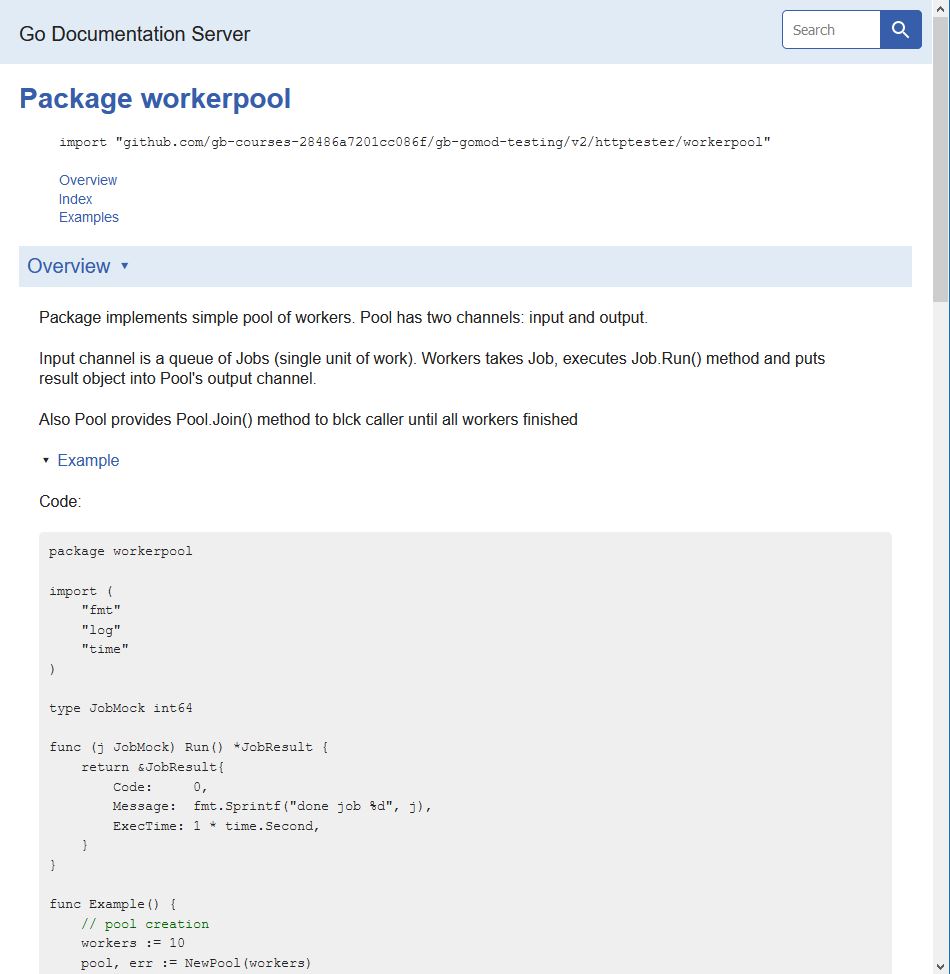 Go Documentation Server
Search
Package workerpool
import "github.com/gb-courses-28486a7201cc086f/gb-gomod-testing/v2/httptester/workerpool"
Overview
Index
Examples
Overview ▾
Package implements simple pool of workers. Pool has two channels: input and output.
Input channel is a queue of Jobs (single unit of work). Workers takes Job, executes Job.Run() method and puts
result object into Pool's output channel.
Also Pool provides Pool.Join() method to blck caller until all workers finished
▾ Example
Code:
package workerpool
import (
    "fmt"
    "log"
    "time"
)
type JobMock int64
func (j JobMock) Run() *JobResult {
    return &JobResult{
        Code:     0,
        Message:  fmt.Sprintf("done job %d", j),
        ExecTime: 1 * time.Second,
    }
}
func Example() {
    // pool creation
    workers := 10
    pool, err := NewPool(workers)